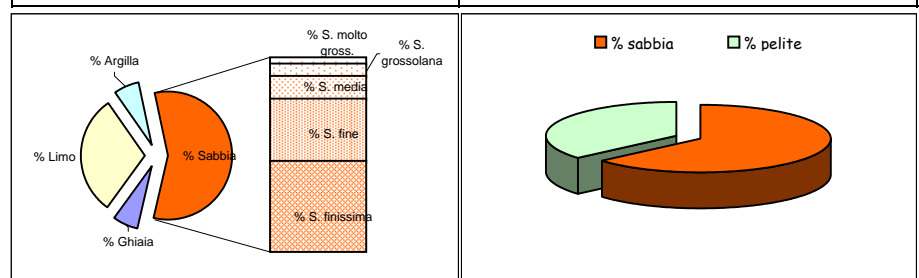 % S. molto
gross.
% S.
grossolana
% Argilla
% S. media
% S. fine
% Limo
% Sabbia
% S. finissima
% Ghiaia
% sabbia
% pelite